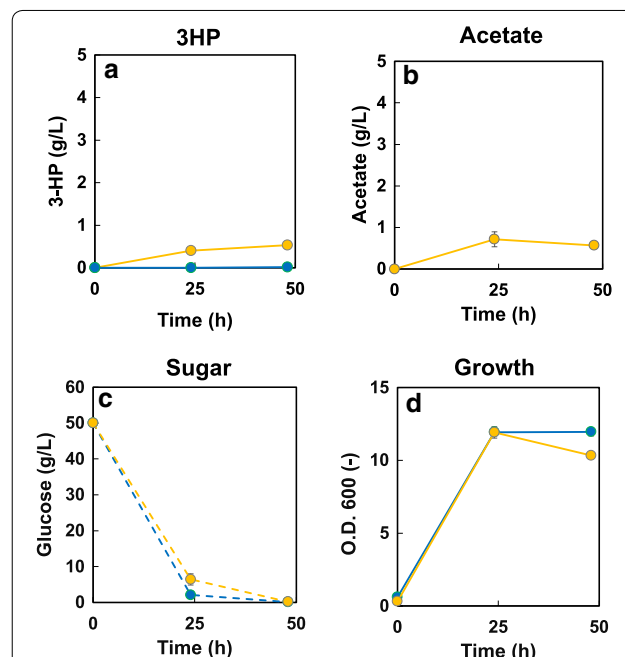 3HP
a
3-HP (g/L)
5
4
3
2
1
0
0 25 50
Time (h)
Acetate
b
Acetate (g/L)
5
4
3
2
1
0
0 25 50
Time (h)
Sugar
c
Glucose (g/L)
60
50
40
30
20
10
0
0 25 50
Time (h)
Growth
d
O.D. 600 (-)
15
10
5
0
0 25 50
Time (h)